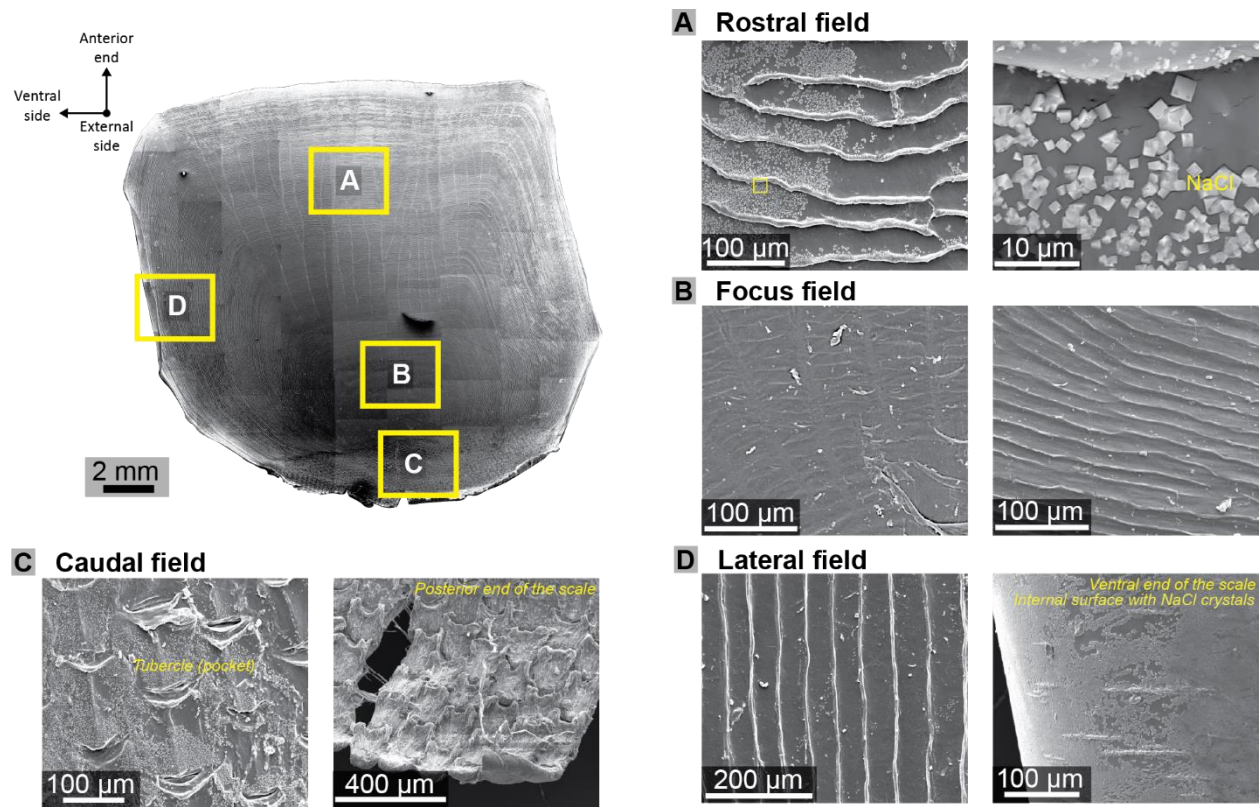 Anterior
end
Ventral
side
External
side
A
D
B
C
2 mm
A Rostral field
100 µm
NaCl
10 µm
B Focus field
100 µm
100 µm
C Caudal field
Tubercle (pocket)
100 µm
Posterior end of the scale
400 µm
D Lateral field
200 µm
Ventral end of the scale
Internal surface with NaCl crystals
100 µm